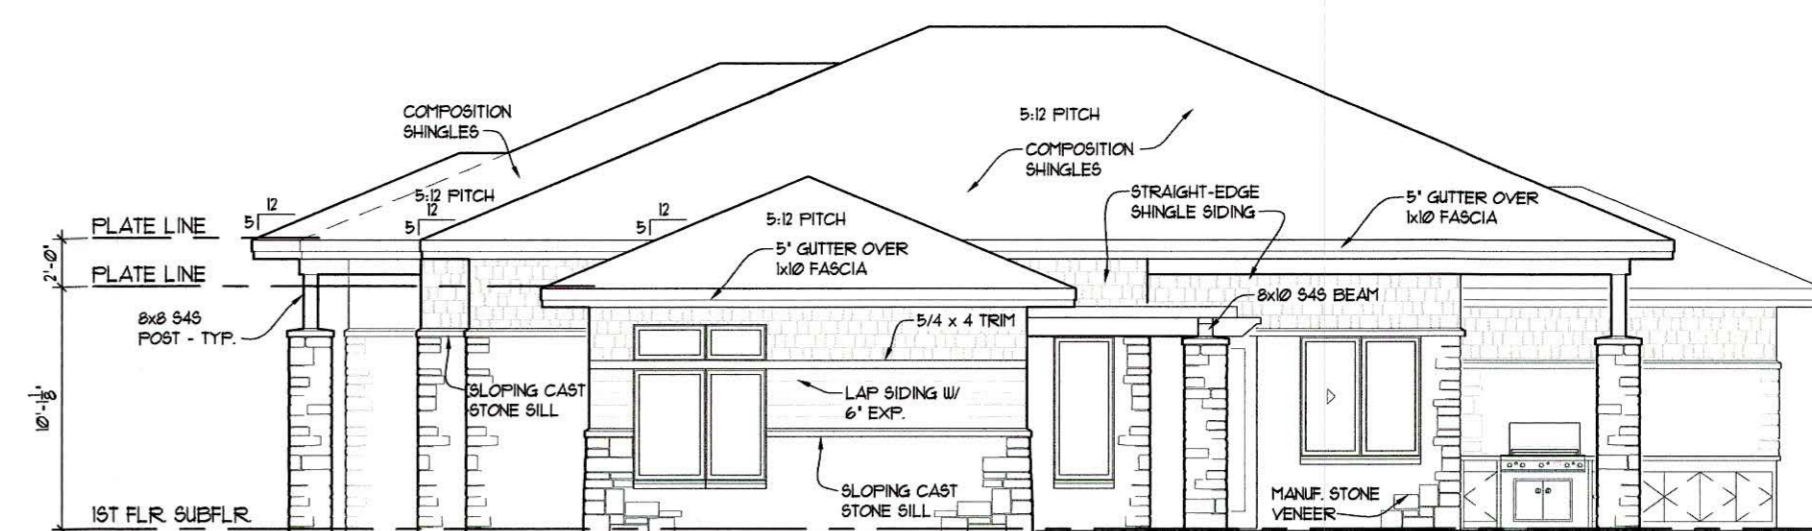 COMPOSITION
SHINGLES
5:12 PITCH
COMPOSITION
SHINGLES
5:12 PITCH
STRAIGHT-EDGE
SHINGLE SIDING
5" GUTTER OVER
1x10 FASCIA
12
5
12
5
12
5
5:12 PITCH
5" GUTTER OVER
1x10 FASCIA
PLATE LINE
2'-0"
PLATE LINE
8x8 S4S
POST - TYP.
8x10 S4S BEAM
5/4 x 4 TRIM
SLOPING CAST
STONE SILL
LAP SIDING W/
6" EXP.
10'-1 1/8"
SLOPING CAST
STONE SILL
MANUF. STONE
VENEER
1ST FLR. SUBFLR.